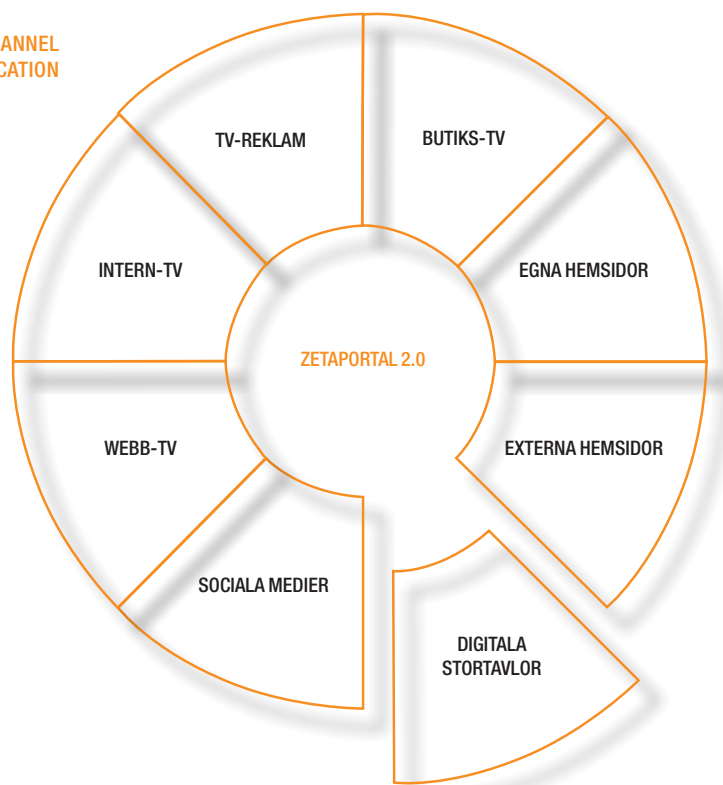 ANNEL
CATION
TV-REKLAM
BUTIKS-TV
INTERN-TV
EGNA HEMSIDOR
ZETAPORTAL 2.0
WEBB-TV
EXTERNA HEMSIDOR
SOCIALA MEDIER
DIGITALA
STORTAVLOR